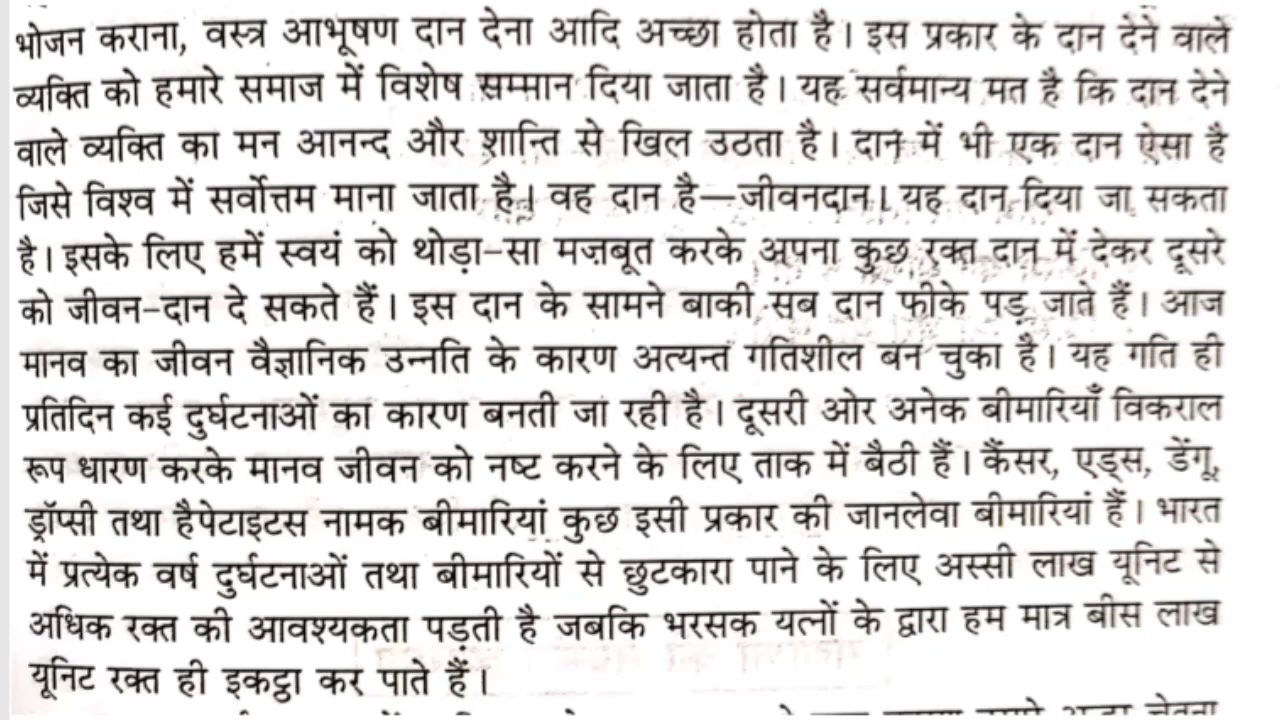 भोजन कराना, वस्त्र आभूषण दान देना आदि अच्छा होता है। इस प्रकार के दान देने वाले
व्यक्ति को हमारे समाज में विशेष सम्मान दिया जाता है। यह सर्वमान्य मत है कि दान देने
वाले व्यक्ति का मन आनन्द और शान्ति से खिल उठता है। दान में भी एक दान ऐसा है
जिसे विश्व में सर्वोत्तम माना जाता है। वह दान है—जीवनदान। यह दान दिया जा सकता
है। इसके लिए हमें स्वयं को थोड़ा-सा मज़बूत करके अपना कुछ रक्त दान में देकर दूसरे
को जीवन-दान दे सकते हैं। इस दान के सामने बाकी सब दान फीके पड़ जाते हैं। आज
मानव का जीवन वैज्ञानिक उन्नति के कारण अत्यन्त गतिशील बन चुका है। यह गति ही
प्रतिदिन कई दुर्घटनाओं का कारण बनती जा रही है। दूसरी ओर अनेक बीमारियाँ विकराल
रूप धारण करके मानव जीवन को नष्ट करने के लिए ताक में बैठी हैं। कैंसर, एड्स, डेंगू,
ड्रॉप्सी तथा हैपेटाइटस नामक बीमारियां कुछ इसी प्रकार की जानलेवा बीमारियां हैं। भारत
में प्रत्येक वर्ष दुर्घटनाओं तथा बीमारियों से छुटकारा पाने के लिए अस्सी लाख यूनिट से
अधिक रक्त की आवश्यकता पड़ती है जबकि भरसक यत्नों के द्वारा हम मात्र बीस लाख
यूनिट रक्त ही इकट्ठा कर पाते हैं।